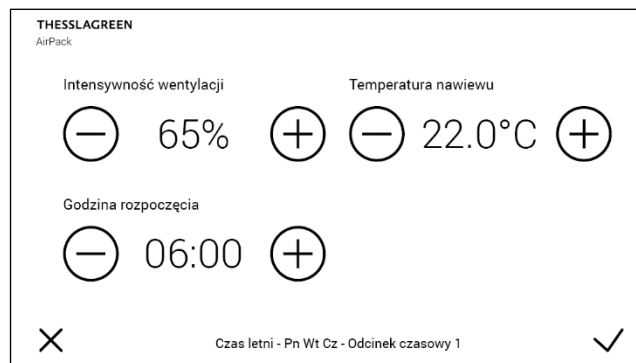 THESSLAGREEN
AirPack
Intensywność wentylacji Temperatura nawiewu
65% 22.0°C
Godzina rozpoczęcia
06:00
Czas letni - Pn Wt Cz - Odcinek czasowy 1